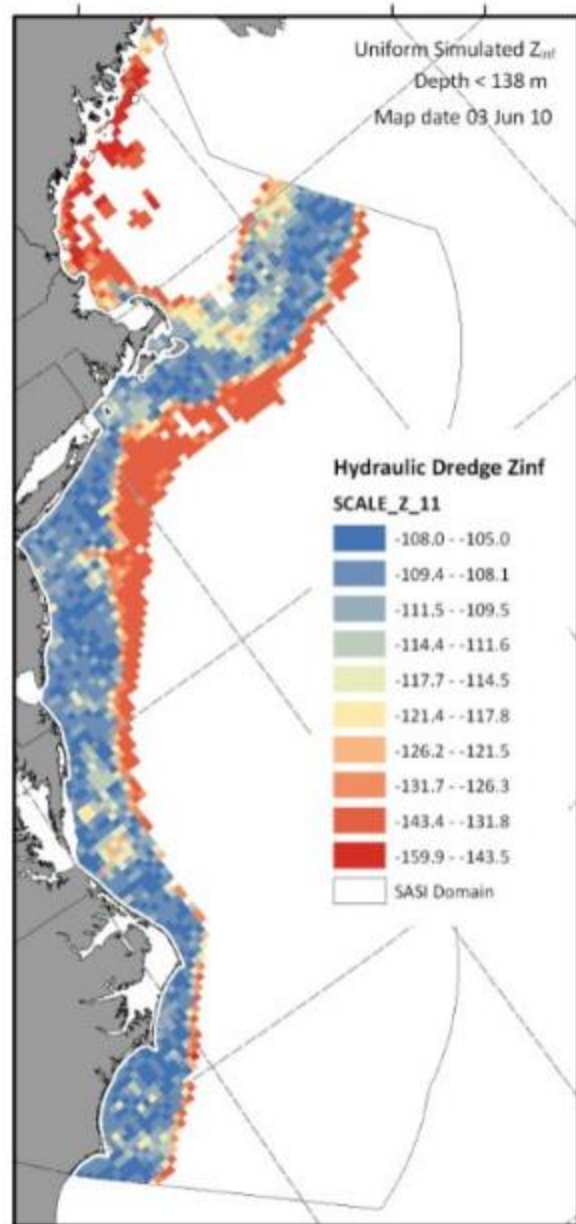 Uniform Simulated Zinf
Depth < 138 m
Map date 03 Jun 10
Hydraulic Dredge Zinf
SCALE_Z_11
-108.0 - -105.0
-109.4 - -108.1
-111.5 - -109.5
-114.4 - -111.6
-117.7 - -114.5
-121.4 - -117.8
-126.2 - -121.5
-131.7 - -126.3
-143.4 - -131.8
-159.9 - -143.5
SASI Domain